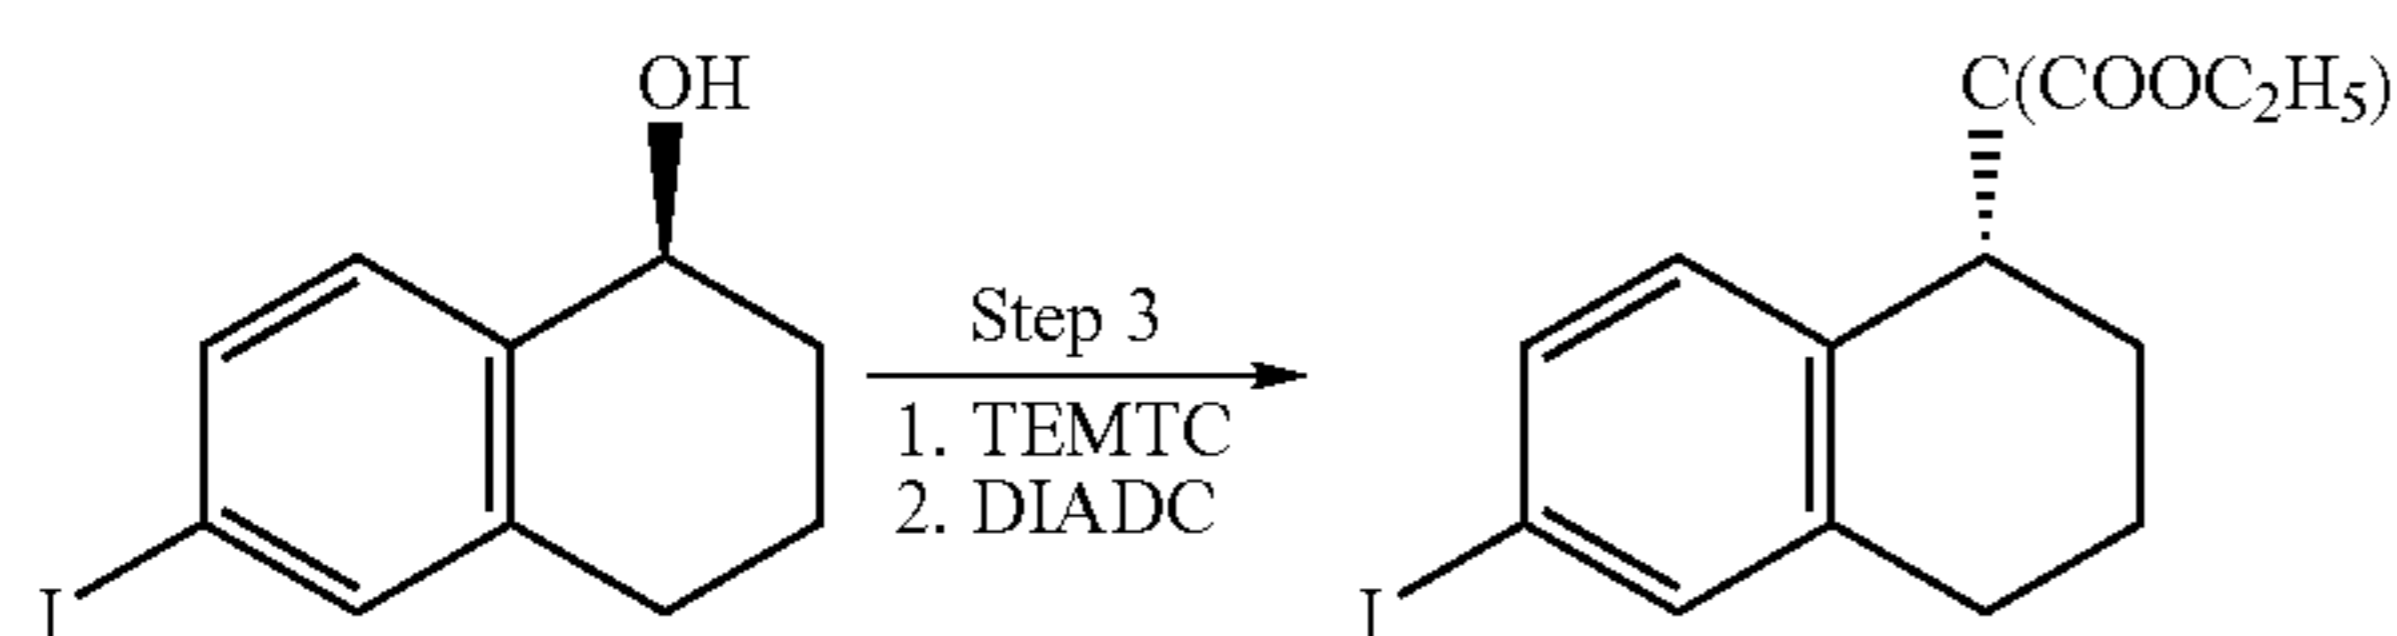 OH
C(COOC2H5)
Step 3
1. TEMTC
2. DIADC
I
I